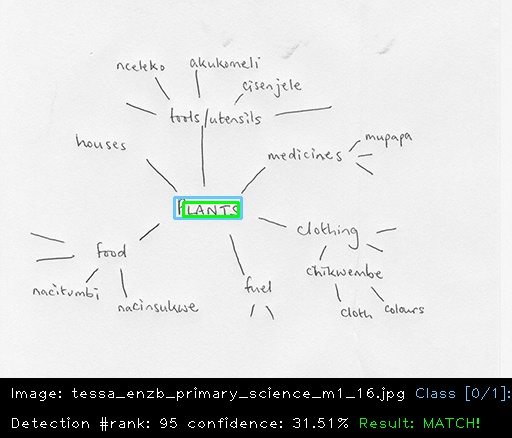 nceleko akukomeli
cisenjele
tools/utensils
houses
mupapa
medicines
PLANTS
clothing
food
chikwembe
nacitumbi
nacinsukwe
fuel
cloth
colours
Image: tessa_enzb_primary_science_m1_16.jpg Class [0/1]:
Detection #rank: 95 confidence: 31.51% Result: MATCH!